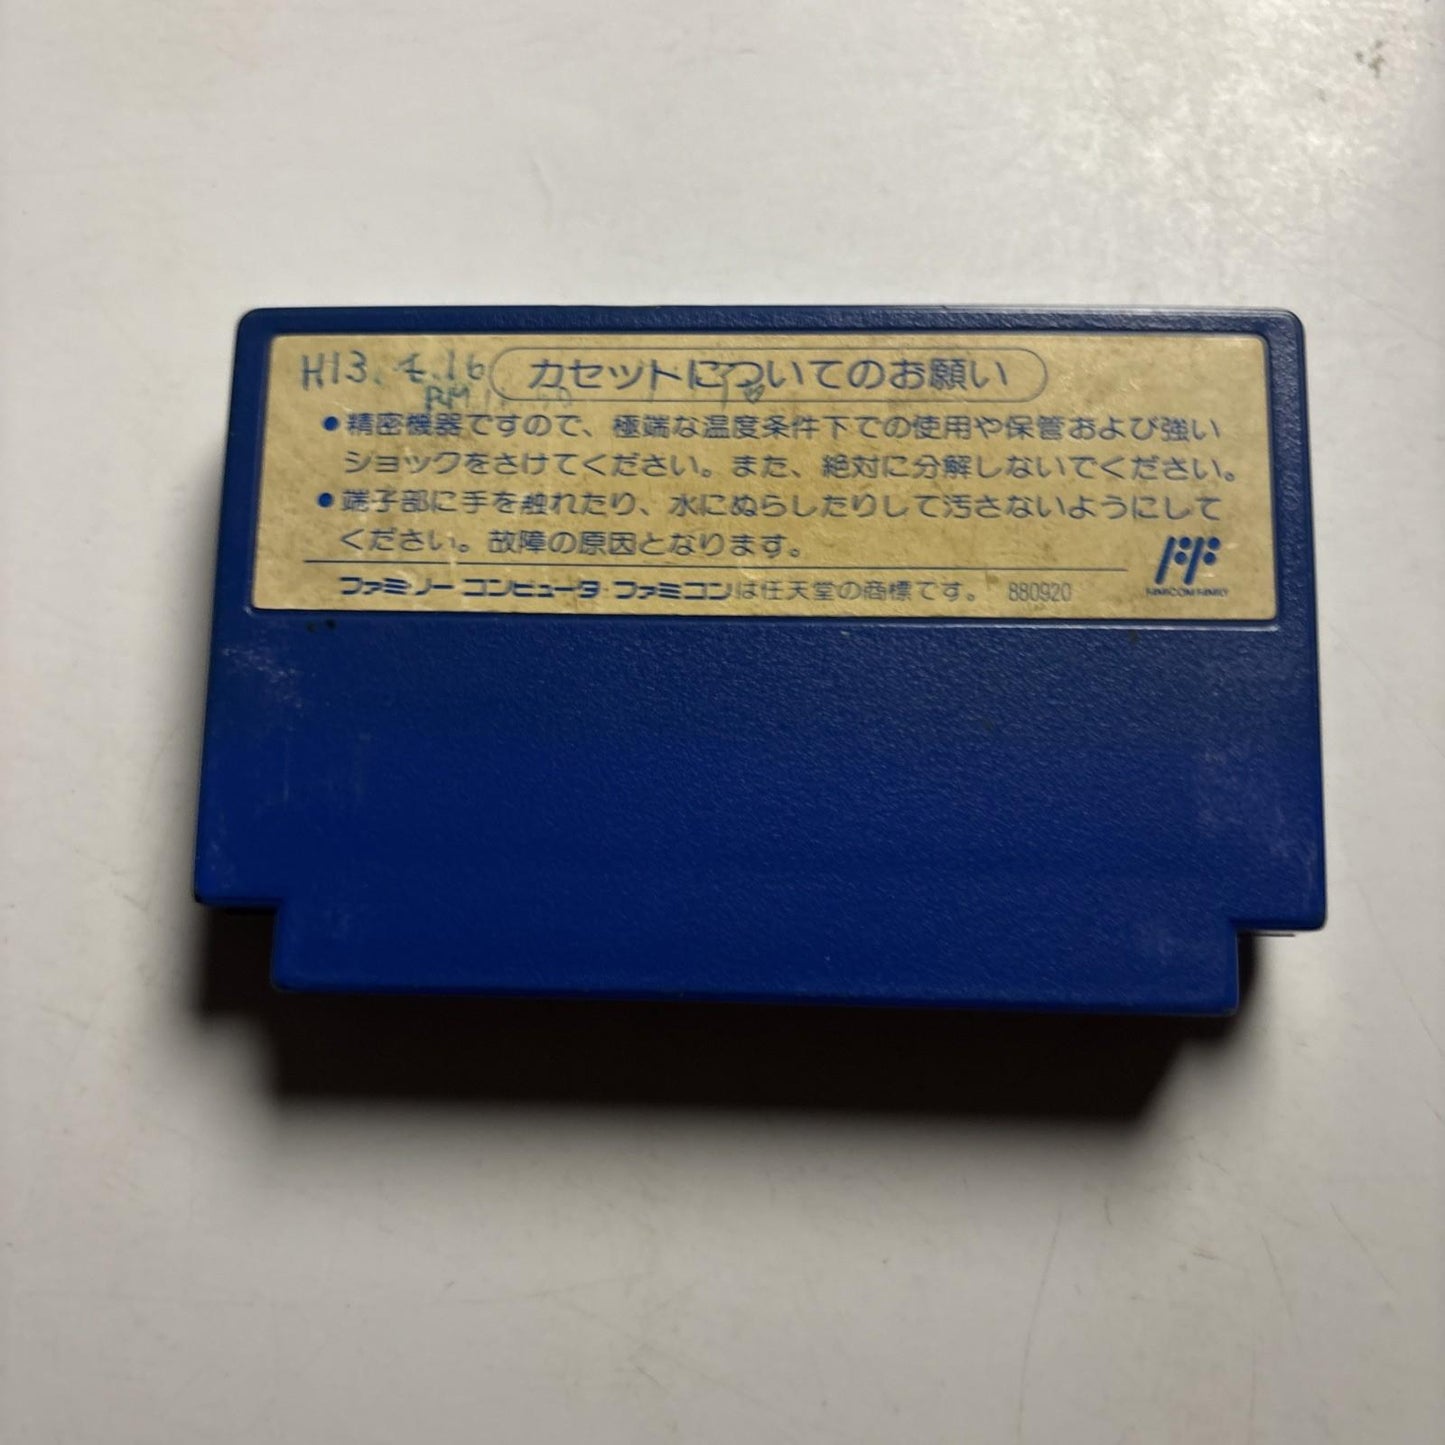 H13.4.16
カセットについてのお願い
●精密機器ですので、極端な温度条件下での使用や保管および強い
ショックをさけてください。また、絶対に分解しないでください。
●端子部に手を触れたり、水にぬらしたりして汚さないようにして
ください。故障の原因となります。
ファミリーコンピュータ・ファミコンは任天堂の商標です。 880920